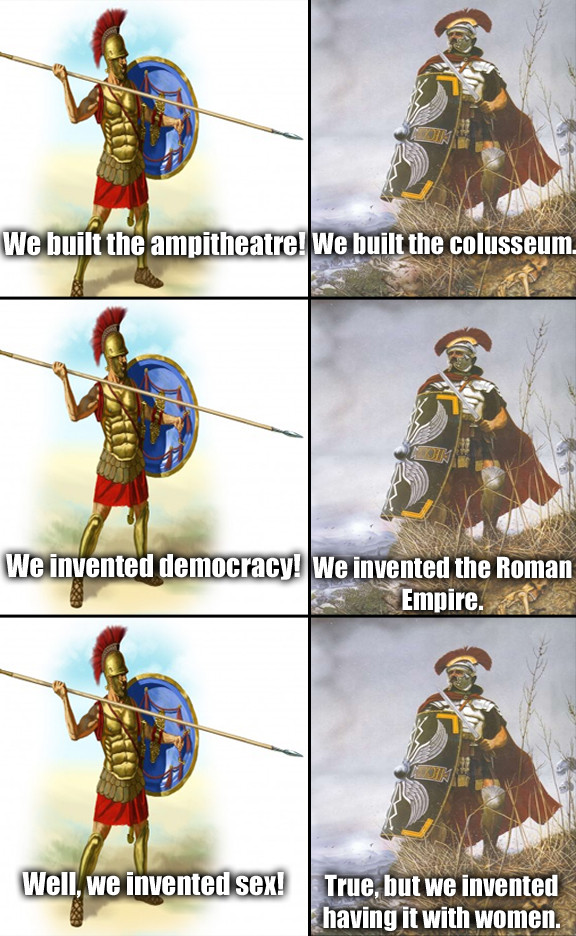 We built the ampitheatre!
We built the colusseum.
We invented democracy!
We invented the Roman
Empire.
Well, we invented sex!
True, but we invented
having it with women.